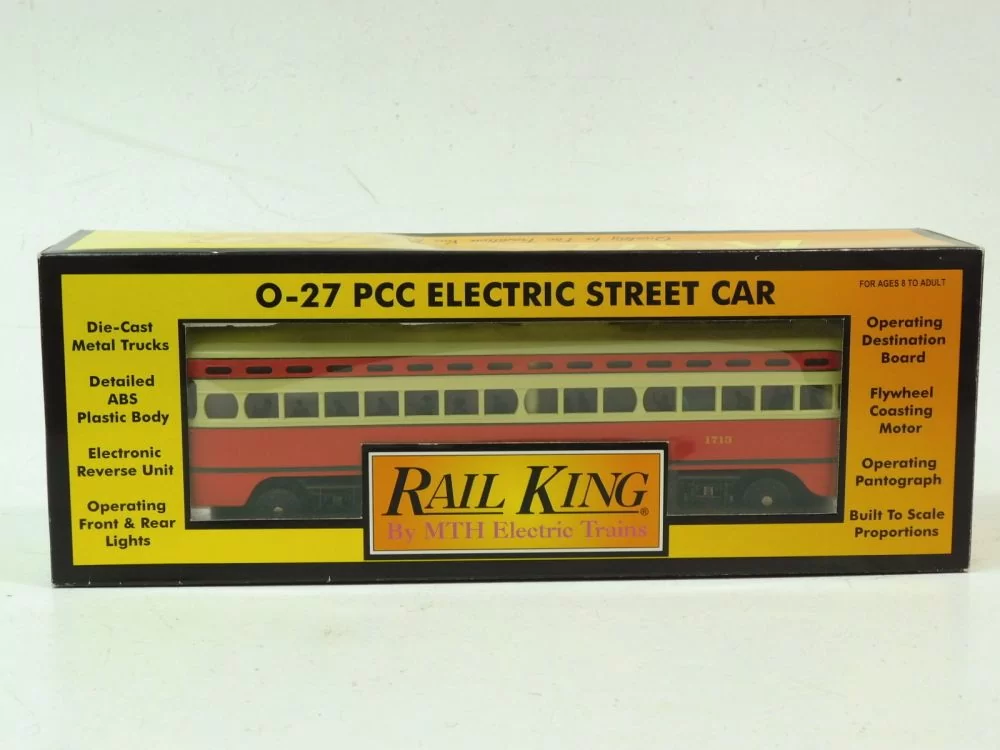 O-27 PCC ELECTRIC STREET CAR
FOR AGES 8 TO ADULT
Die-Cast
Metal Trucks
Detailed
ABS
Plastic Body
Electronic
Reverse Unit
Operating
Front & Rear
Lights
Operating
Destination
Board
Flywheel
Coasting
Motor
Operating
Pantograph
Built To Scale
Proportions
1713
RAIL KING®
By MTH Electric Trains